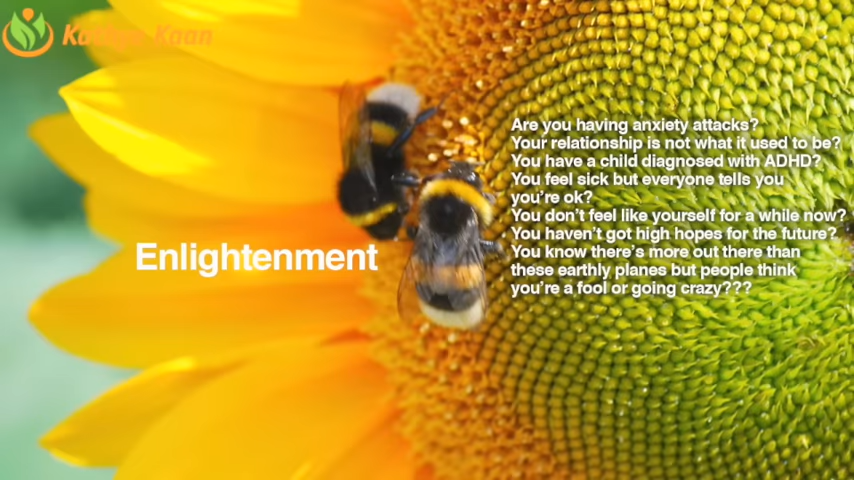 Kaan
Enlightenment
Are you having anxiety attacks?
Your relationship is not what it used to be?
You have a child diagnosed with ADHD?
You feel sick but everyone tells you
you're ok?
You don't feel like yourself for a while now?
You haven't got high hopes for the future?
You know there's more out there than
these earthly planes but people think
you're a fool or going crazy???